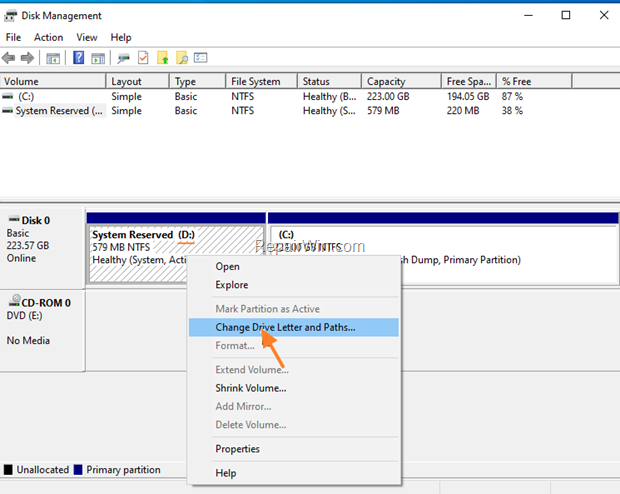 Disk Management
File Action View Help
Volume Layout Type File System Status Capacity Free Spa... % Free
(C:) Simple Basic NTFS Healthy (B... 223.00 GB 194.05 GB 87 %
System Reserved (... Simple Basic NTFS Healthy (S... 579 MB 220 MB 38 %
Disk 0
Basic
223.57 GB
Online
System Reserved (D:)
579 MB NTFS
Healthy (System, Acti
(C:)
NTFS
sh Dump, Primary Partition)
RepairWin.com
CD-ROM 0
DVD (E:)
No Media
Open
Explore
Mark Partition as Active
Change Drive Letter and Paths...
Format...
Extend Volume...
Shrink Volume...
Add Mirror...
Delete Volume...
Properties
Help
Unallocated Primary partition